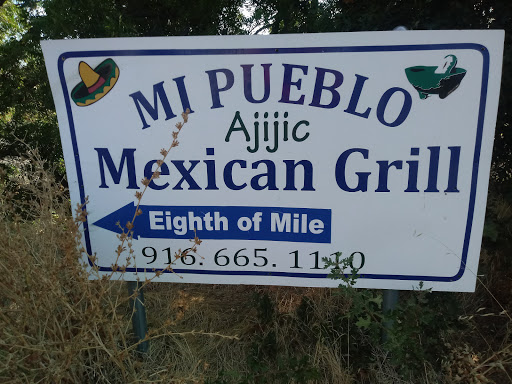 MI PUEBLO
Ajijic
Mexican Grill
Eighth of Mile
916. 665. 1110